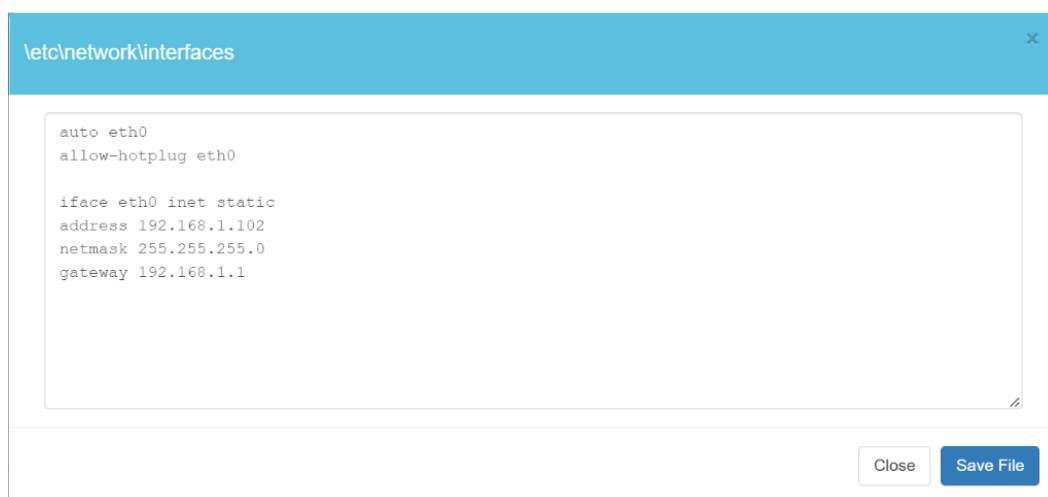 \etc\network\interfaces
×
auto eth0
allow-hotplug eth0

iface eth0 inet static
address 192.168.1.102
netmask 255.255.255.0
gateway 192.168.1.1
Close
Save File